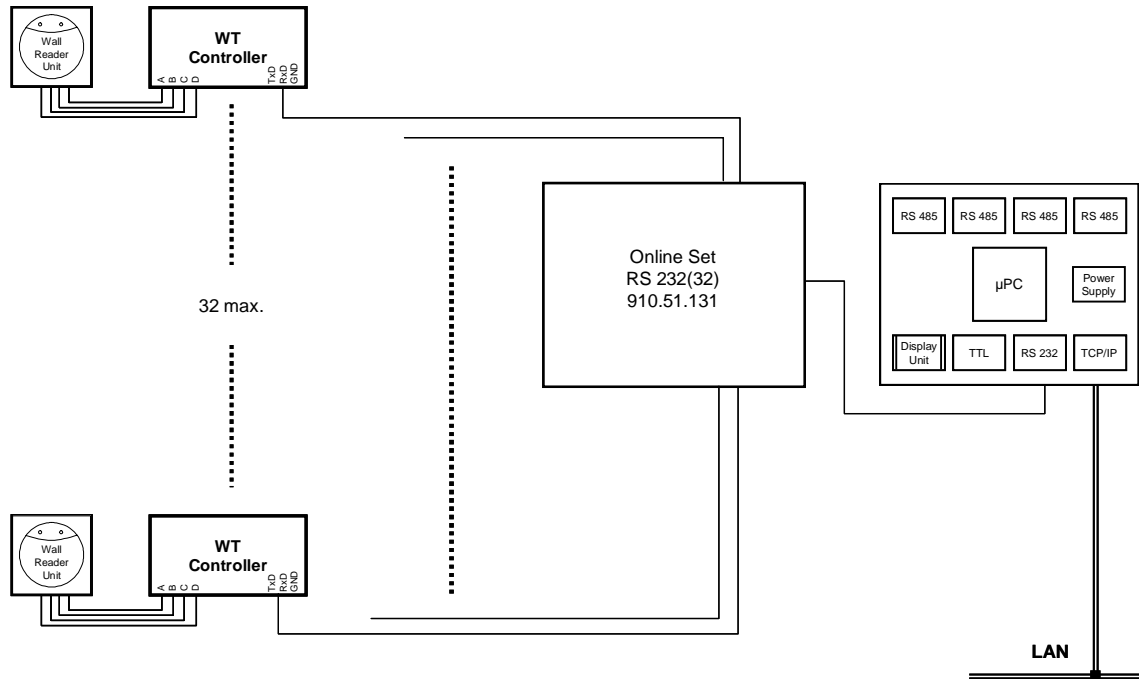 Wall
Reader
Unit
WT
Controller
A
B
C
D
TxD
RxD
GND
Online Set
RS 232(32)
910.51.131
RS 485
RS 485
RS 485
RS 485
µPC
Power
Supply
Display
Unit
TTL
RS 232
TCP/IP
32 max.
Wall
Reader
Unit
WT
Controller
A
B
C
D
TxD
RxD
GND
LAN